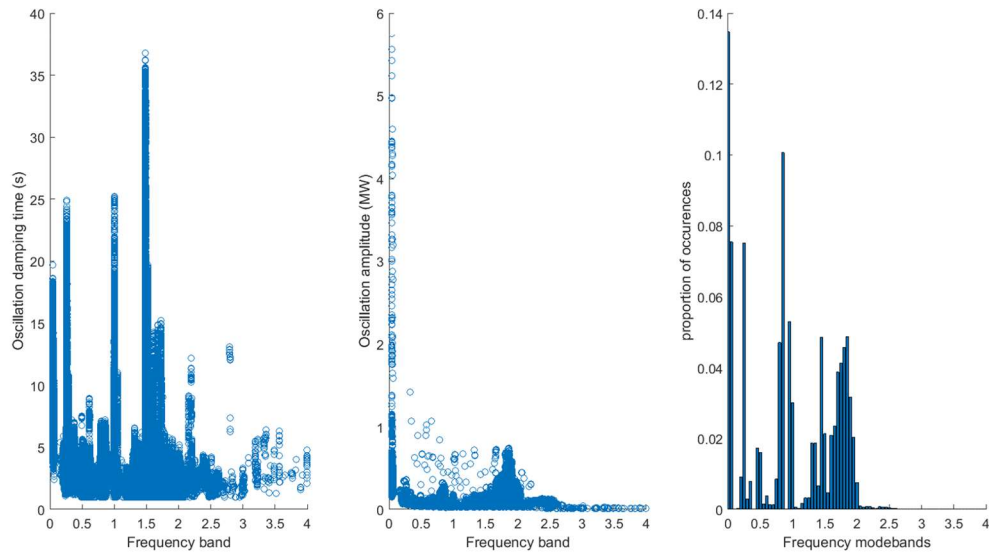 Oscillation damping time (s)
40
35
30
25
20
15
10
5
0
0 0.5 1 1.5 2 2.5 3 3.5 4
Frequency band
Oscillation amplitude (MW)
6
5
4
3
2
1
0
0 0.5 1 1.5 2 2.5 3 3.5 4
Frequency band
proportion of occurences
0.14
0.12
0.1
0.08
0.06
0.04
0.02
0
0 0.5 1 1.5 2 2.5 3 3.5 4
Frequency modebands